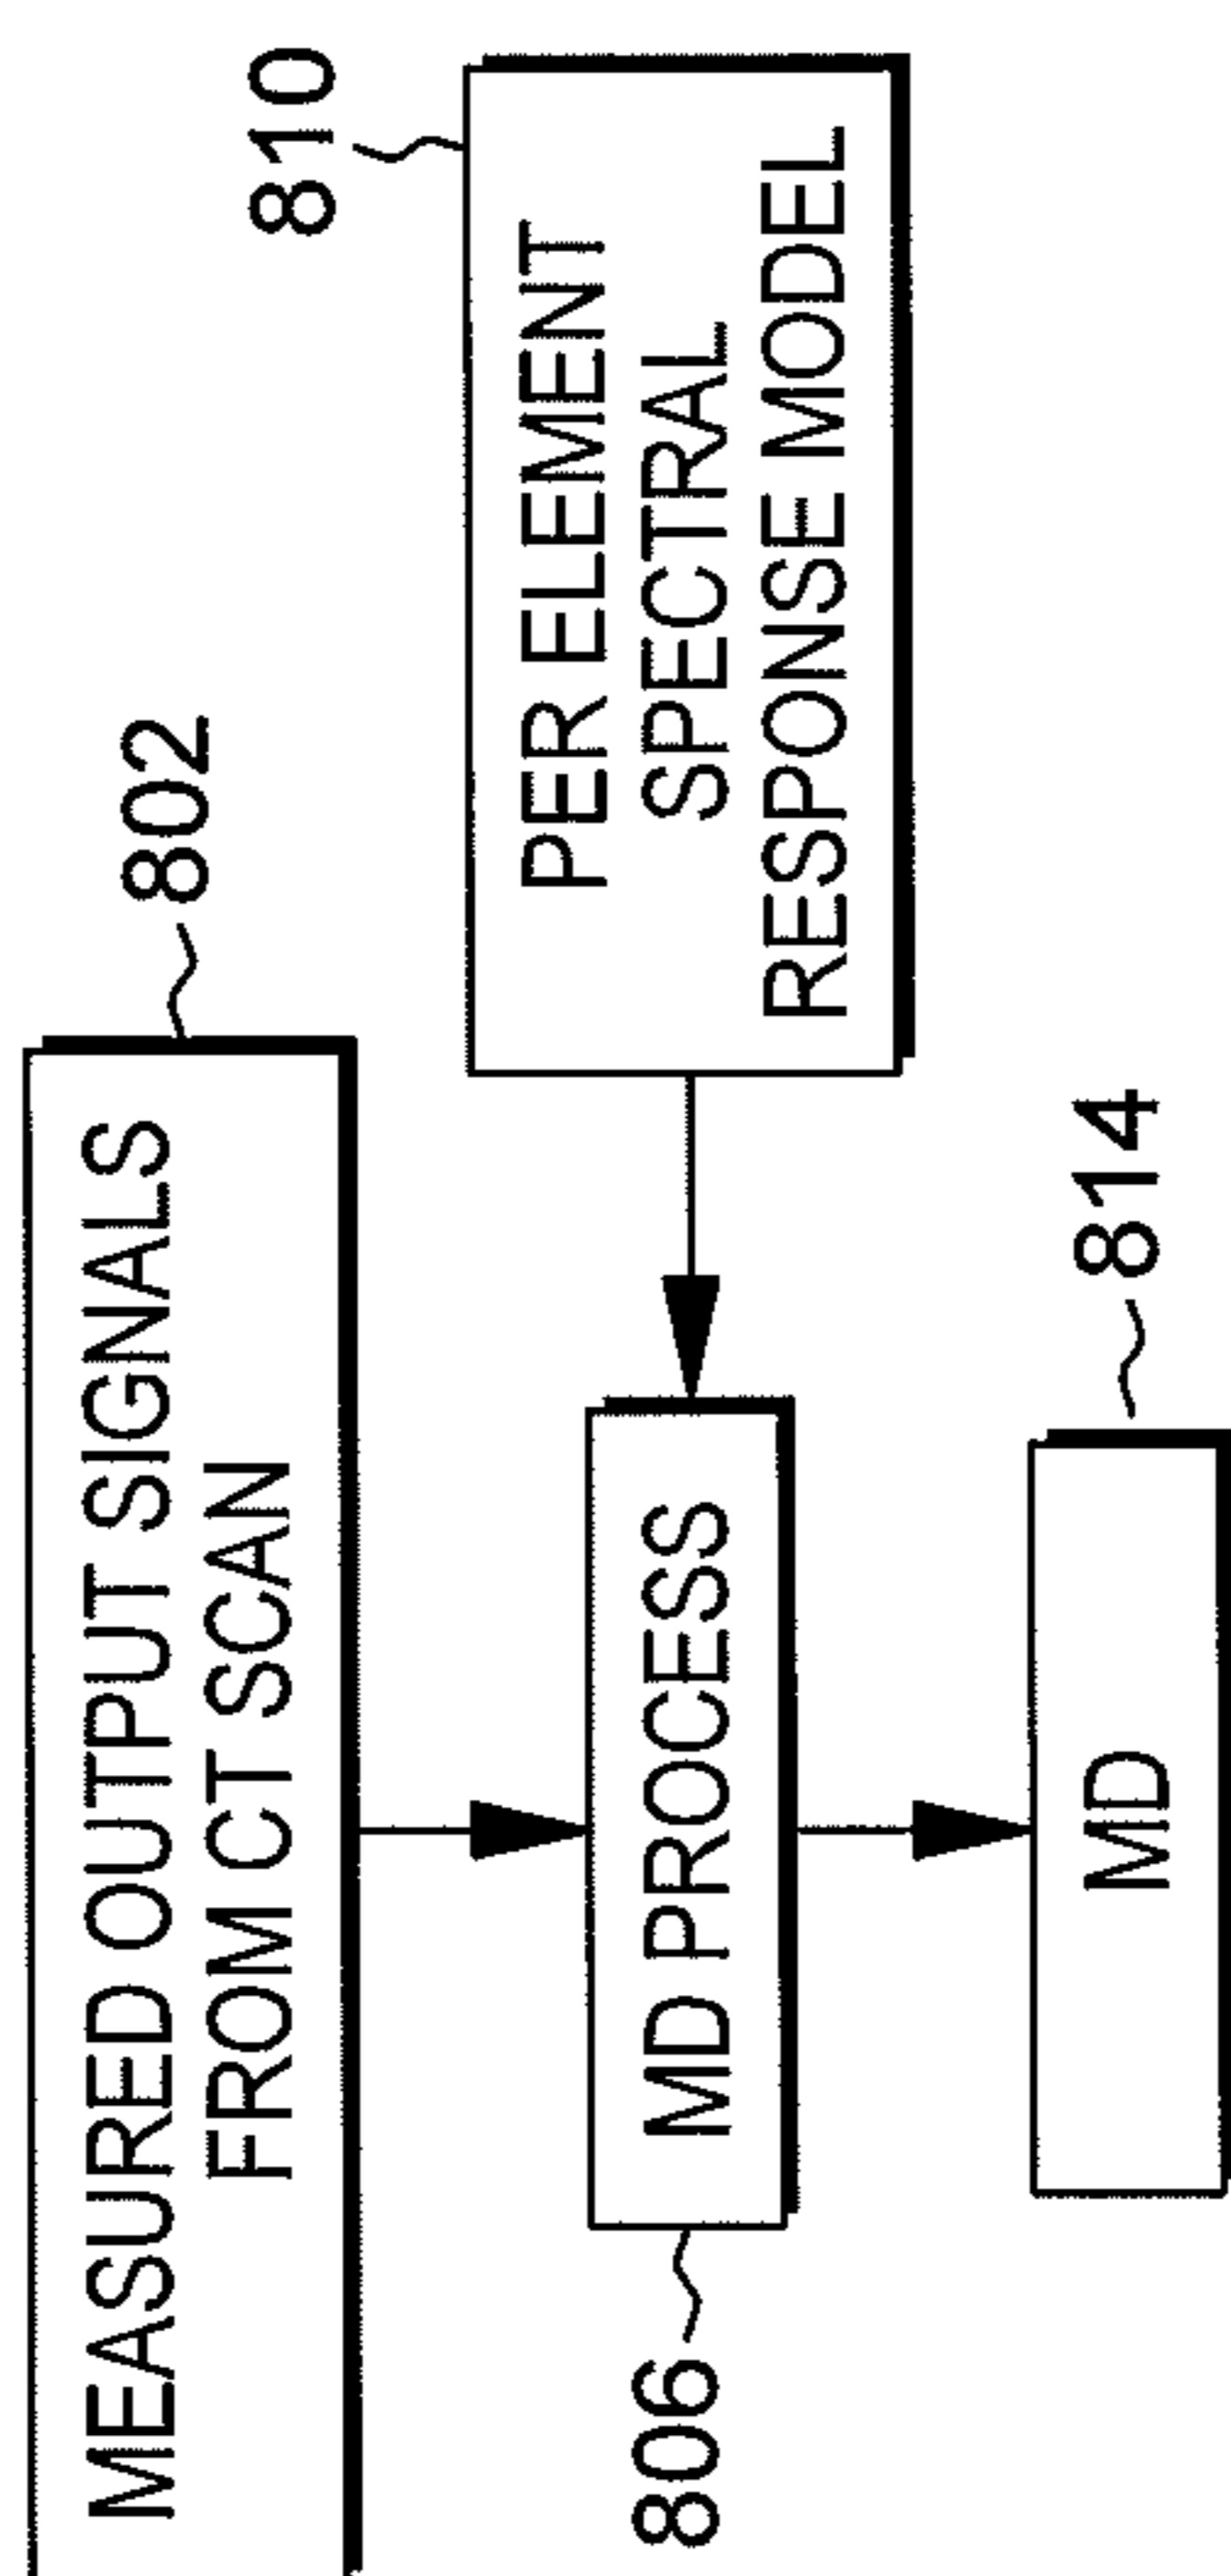 MEASURED OUTPUT SIGNALS
FROM CT SCAN
802
MD PROCESS
806
PER ELEMENT
SPECTRAL
RESPONSE MODEL
810
MD
814